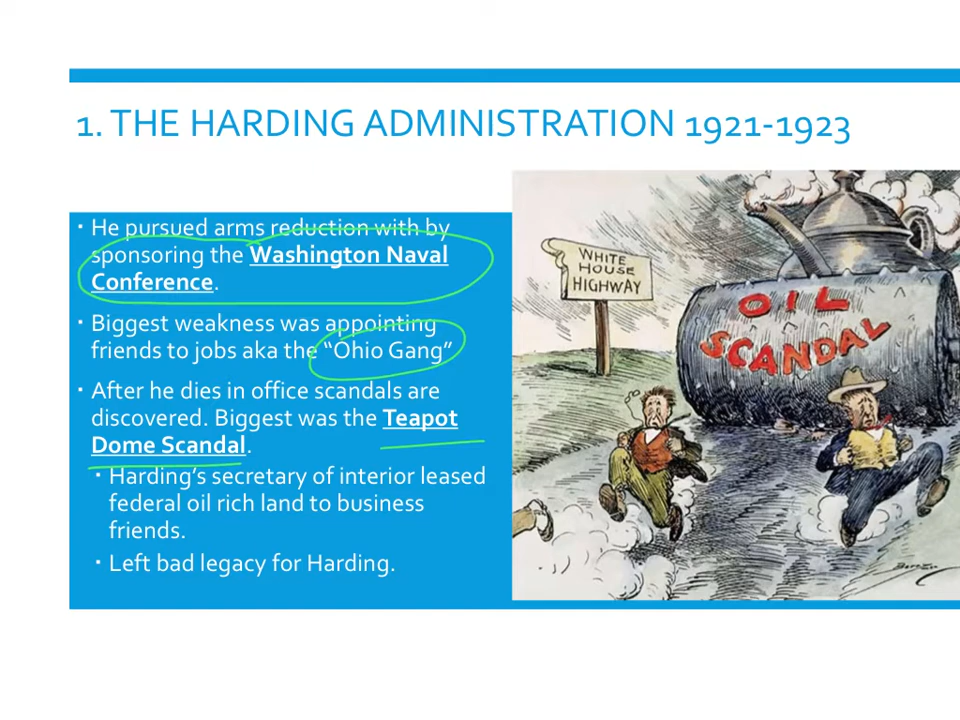 1. THE HARDING ADMINISTRATION 1921-1923
He pursued arms reduction with by
sponsoring the Washington Naval
Conference.
Biggest weakness was appointing
friends to jobs aka the “Ohio Gang”
After he dies in office scandals are
discovered. Biggest was the Teapot
Dome Scandal.
Harding’s secretary of interior leased
federal oil rich land to business
friends.
Left bad legacy for Harding.
WHITE
HOUSE
HIGHWAY
OIL
SCANDAL